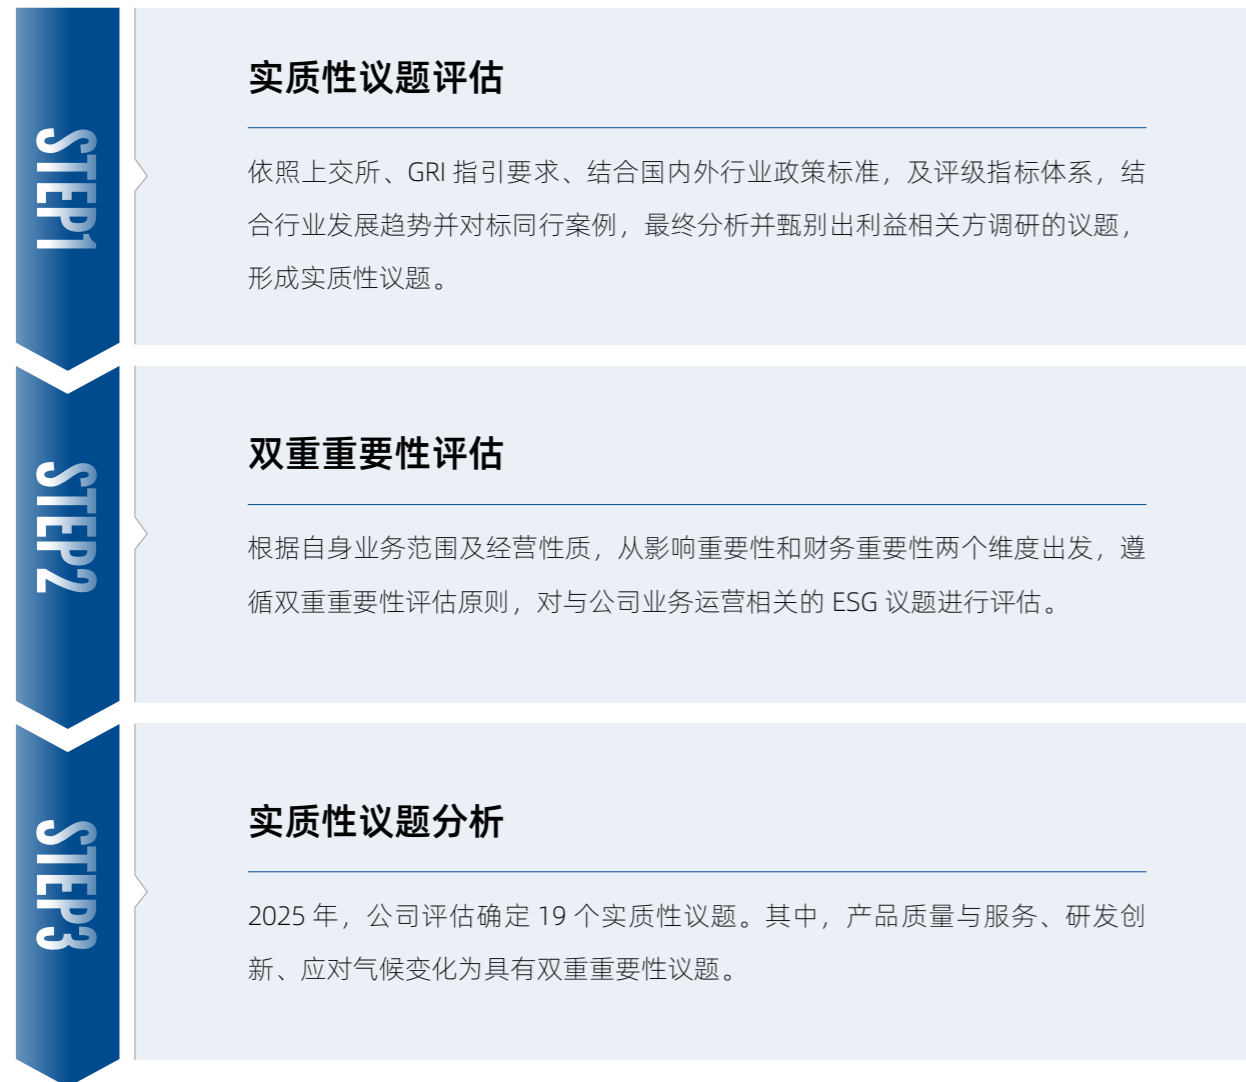 STEP1
实质性议题评估
依照上交所、GRI 指引要求、结合国内外行业政策标准，及评级指标体系，结
合行业发展趋势并对标同行案例，最终分析并甄别出利益相关方调研的议题，
形成实质性议题。
STEP2
双重重要性评估
根据自身业务范围及经营性质，从影响重要性和财务重要性两个维度出发，遵
循双重重要性评估原则，对与公司业务运营相关的 ESG 议题进行评估。
STEP3
实质性议题分析
2025 年，公司评估确定 19 个实质性议题。其中，产品质量与服务、研发创
新、应对气候变化为具有双重重要性议题。